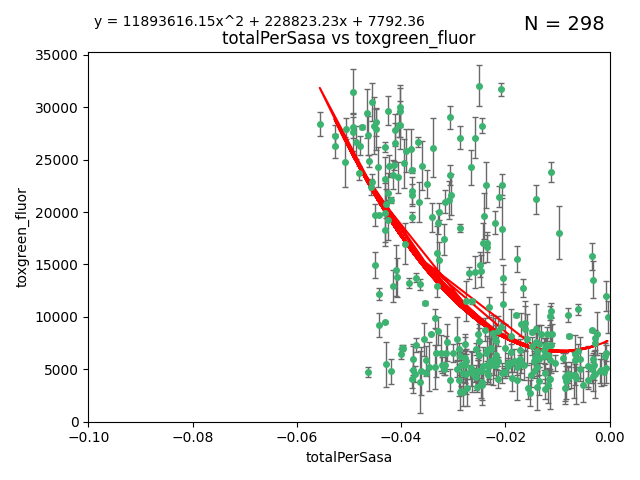 y = 11893616.15x^2 + 228823.23x + 7792.36
N = 298
totalPerSasa vs toxgreen_fluor
35000
30000
25000
20000
15000
10000
5000
0
toxgreen_fluor
−0.10
−0.08
−0.06
−0.04
−0.02
0.00
totalPerSasa